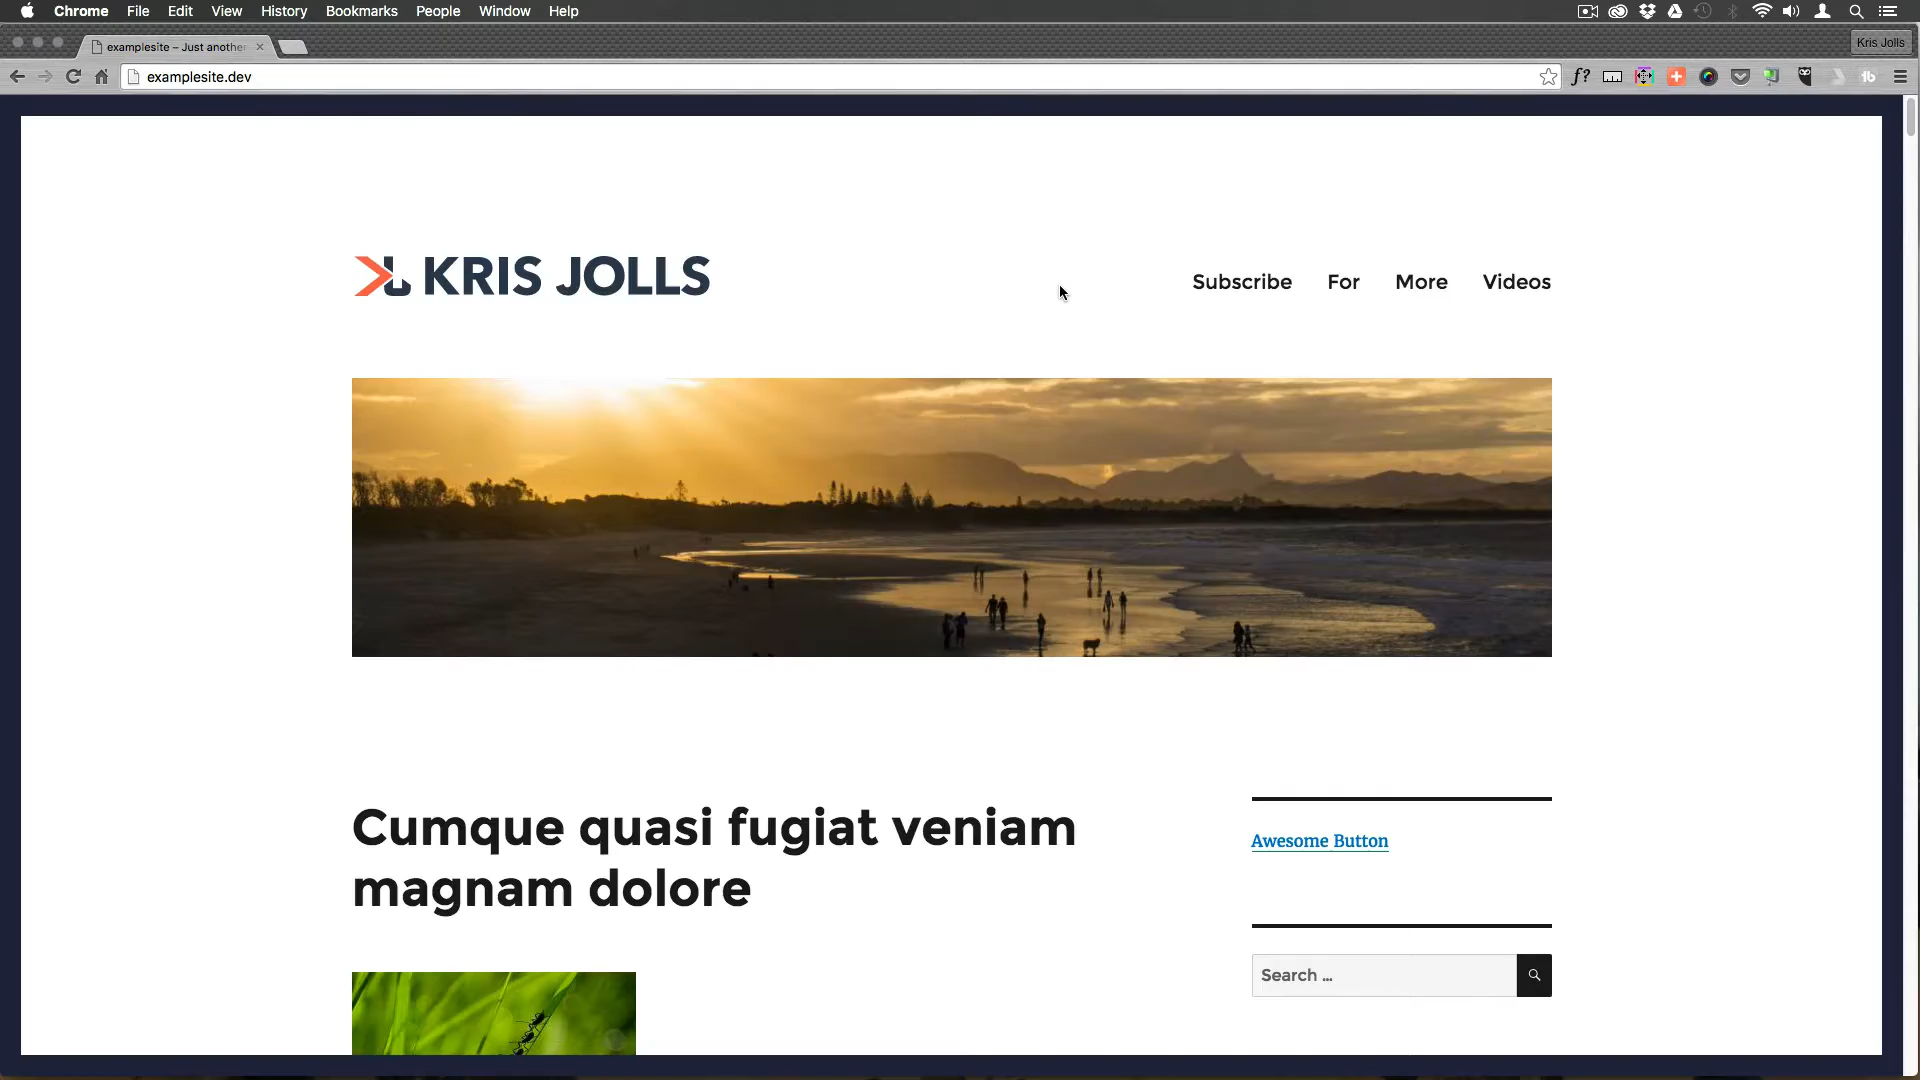 Chrome File Edit View History Bookmarks People Window Help
examplesite – Just another
Kris Jolls
examplesite.dev
f?
KRIS JOLLS
Subscribe For More Videos
Cumque quasi fugiat veniam
magnam dolore
Awesome Button
Search ...